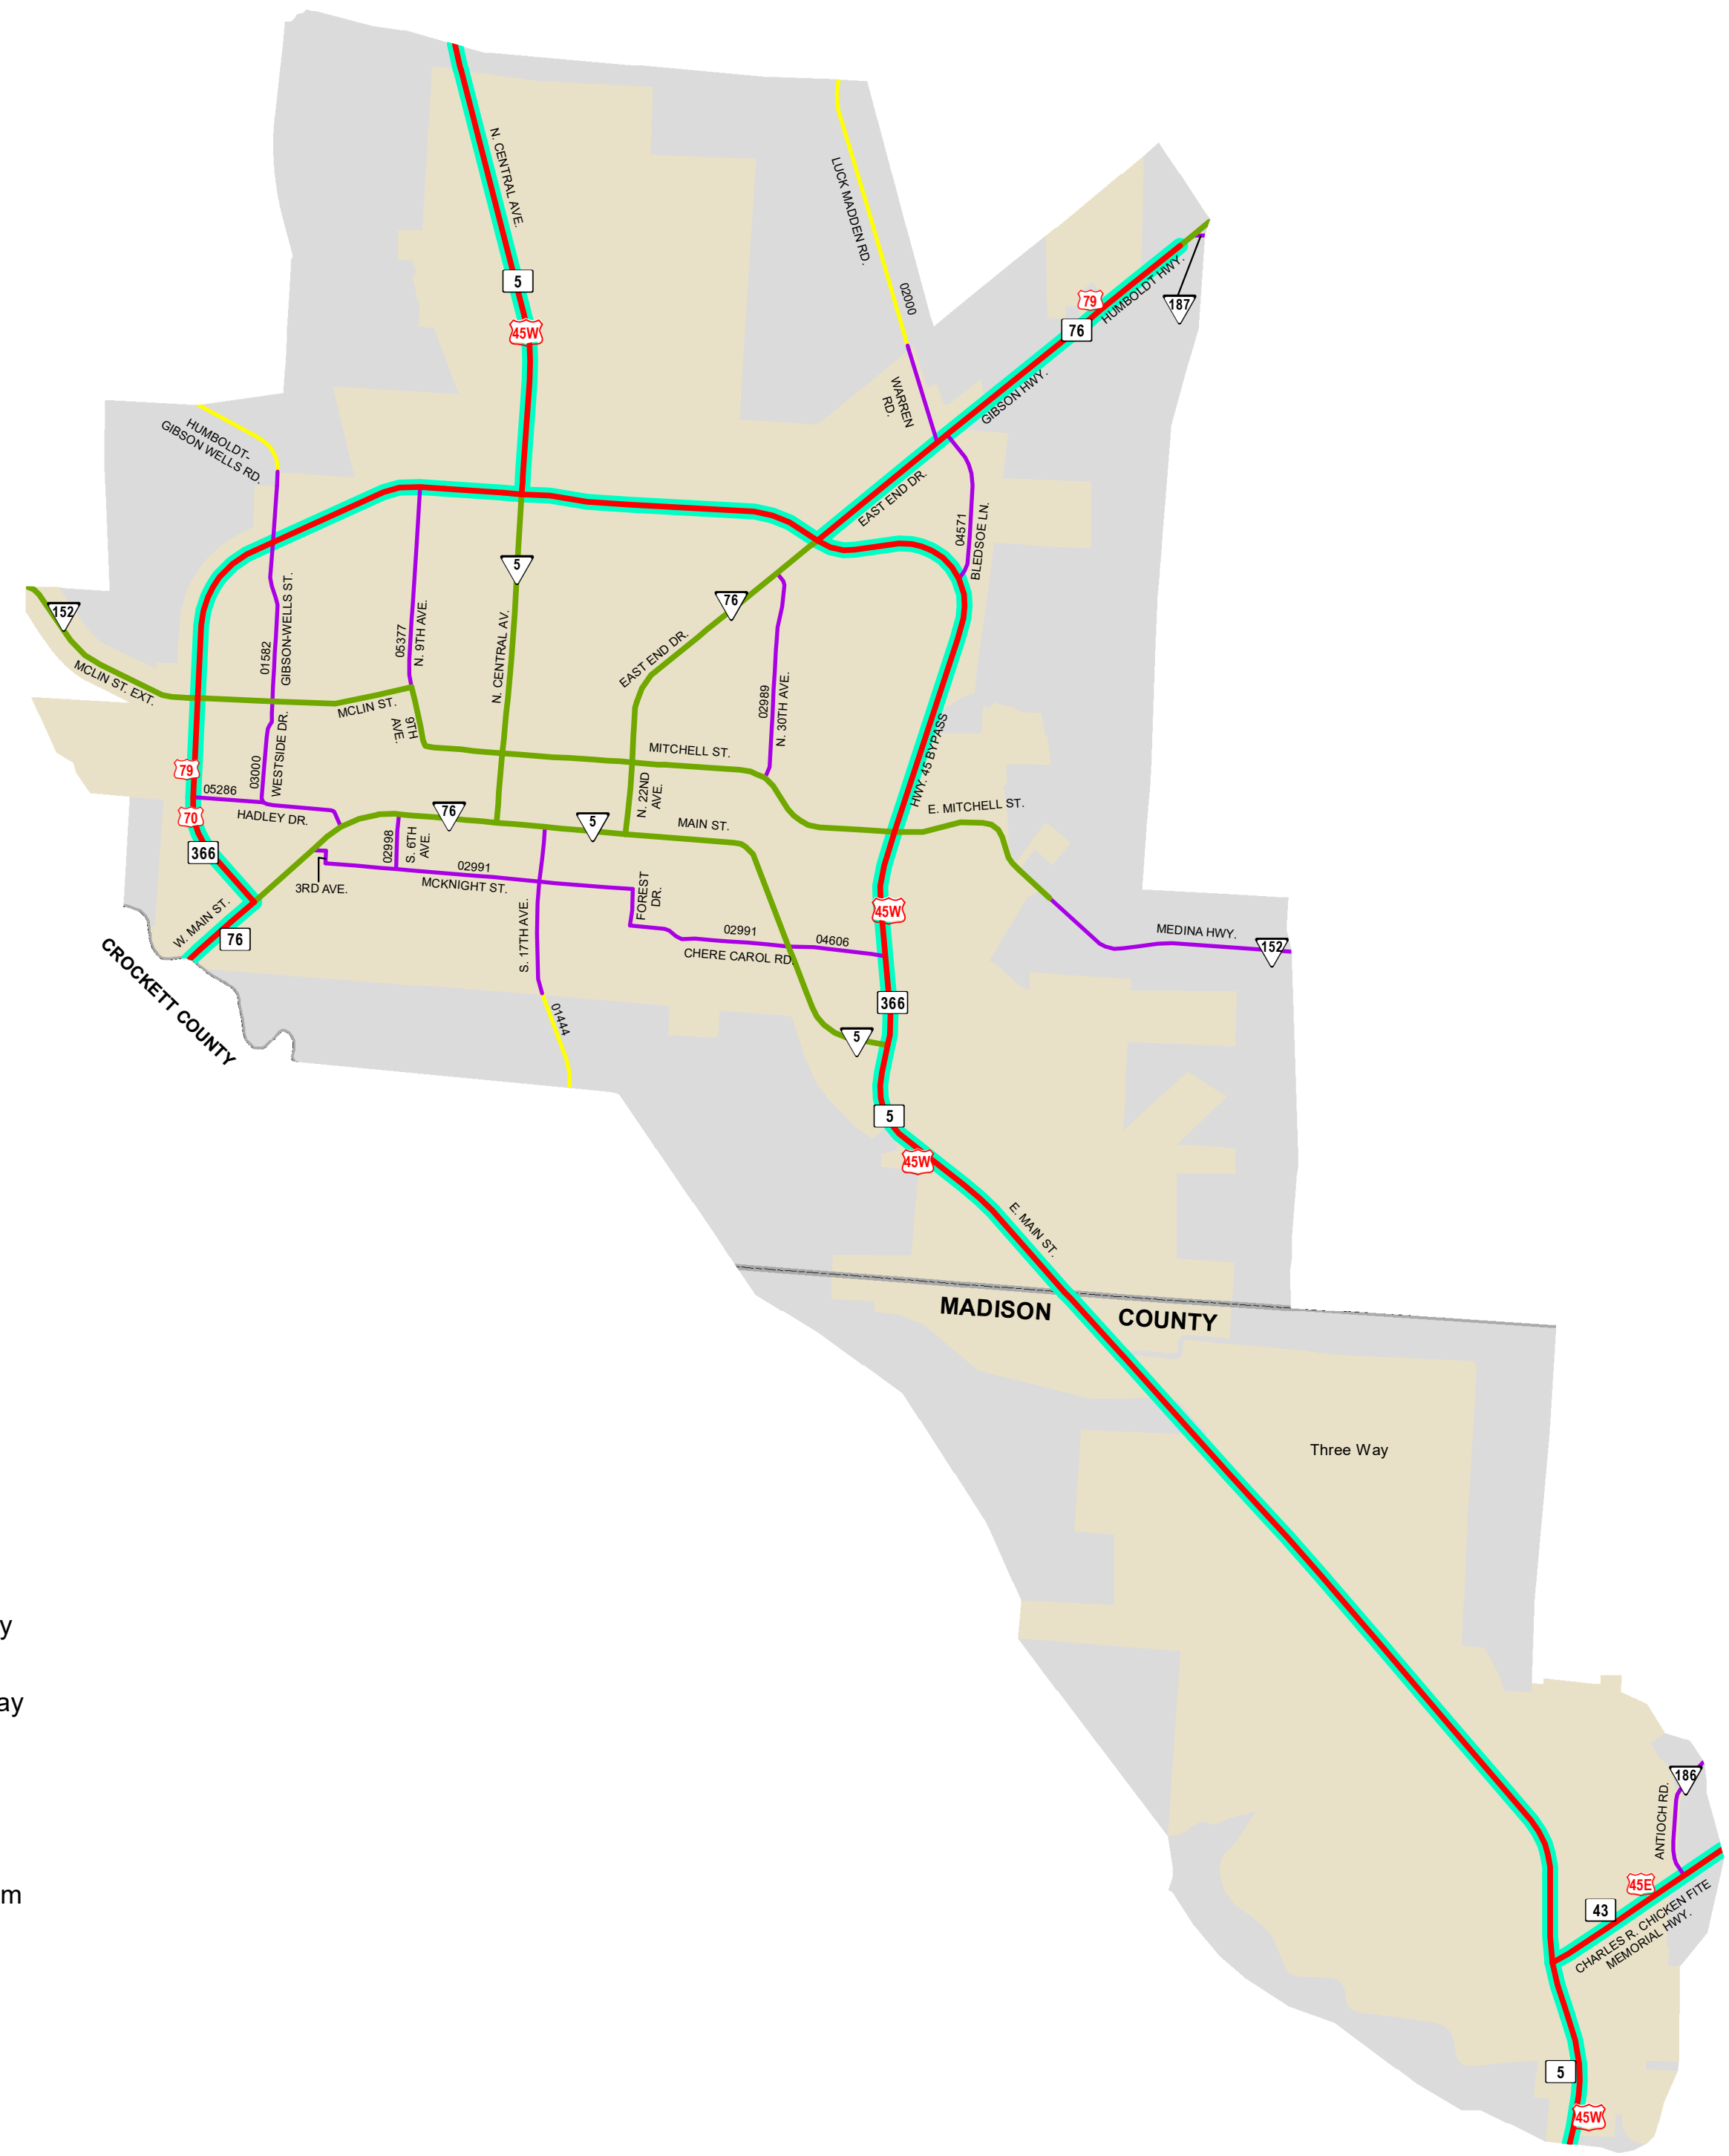 N. CENTRAL AVE.
5
45W
LUCK MADDEN RD.
02000
WARREN
RD.
79
HUMBOLDT HWY.
76
187
GIBSON HWY.
EAST END DR.
HUMBOLDT-
GIBSON WELLS RD.
04571
BLEDSOE LN.
5
152
MCLIN ST. EXT.
01582
GIBSON-WELLS ST.
05377
N. 9TH AVE.
N. CENTRAL AV.
76
EAST END DR.
02989
N. 30TH AVE.
MCLIN ST.
9TH
AVE.
MITCHELL ST.
HWY. 45 BYPASS
79
03000
WESTSIDE DR.
05286
HADLEY DR.
70
366
76
5
N. 22ND
AVE.
MAIN ST.
E. MITCHELL ST.
02998
S. 6TH
AVE.
02991
MCKNIGHT ST.
3RD AVE.
FOREST
DR.
45W
W. MAIN ST.
76
S. 17TH AVE.
02991
04606
CHERE CAROL RD.
MEDINA HWY.
152
CROCKETT COUNTY
01444
366
5
5
45W
E. MAIN ST.
MADISON COUNTY
Three Way
y
ay
m
186
ANTIOCH RD.
45E
43
CHARLES R. CHICKEN FITE
MEMORIAL HWY.
5
45W